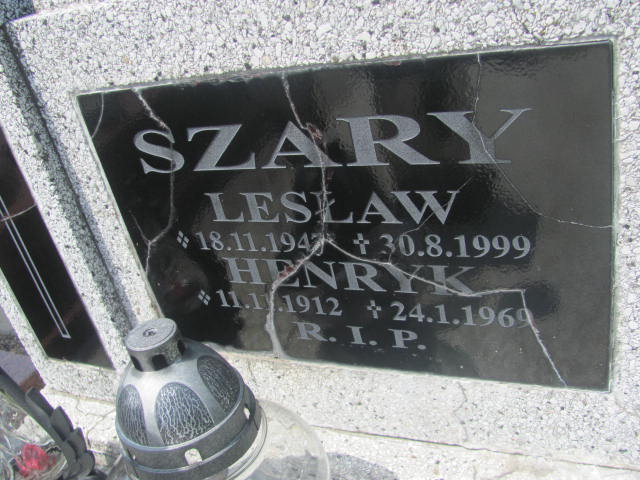 SZARY
LESŁAW
18.11.1947 † 30.8.1999
HENRYK
11.11.1912 † 24.1.1969
R. I. P.